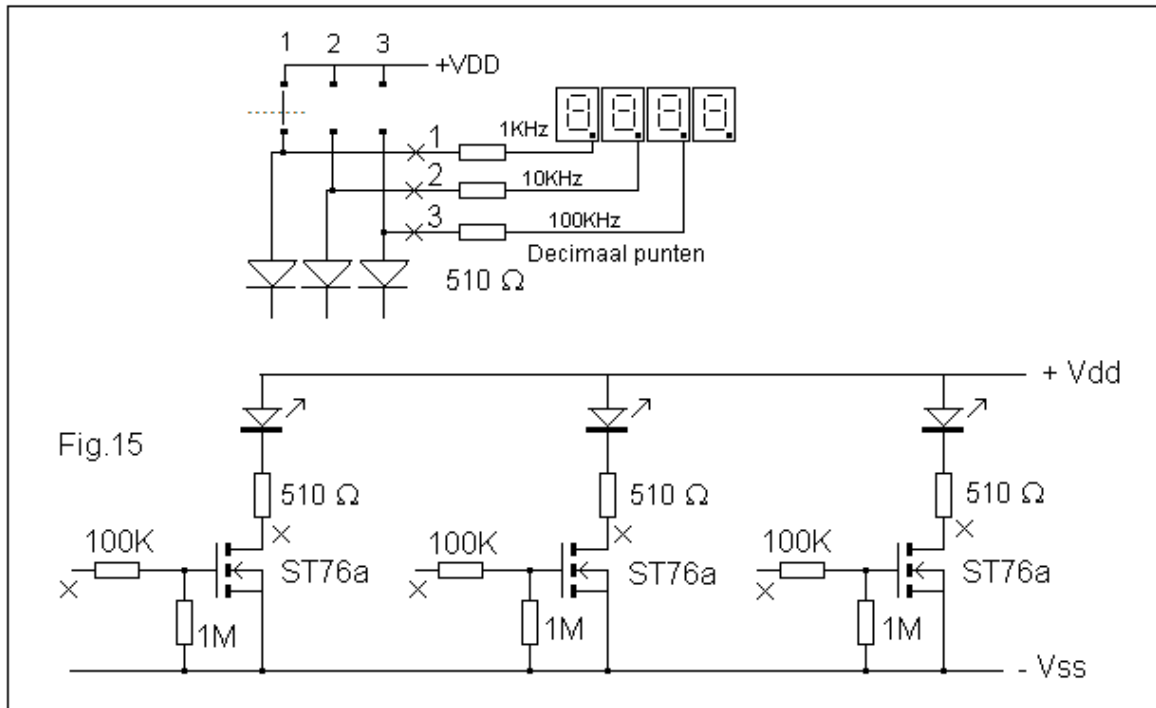 1 2 3
+VDD
1KHz
1
10KHz
2
100KHz
3
Decimaal punten
510 Ω
+ Vdd
Fig.15
510 Ω 510 Ω 510 Ω
100K 100K 100K
ST76a ST76a ST76a
1M 1M 1M
- Vss